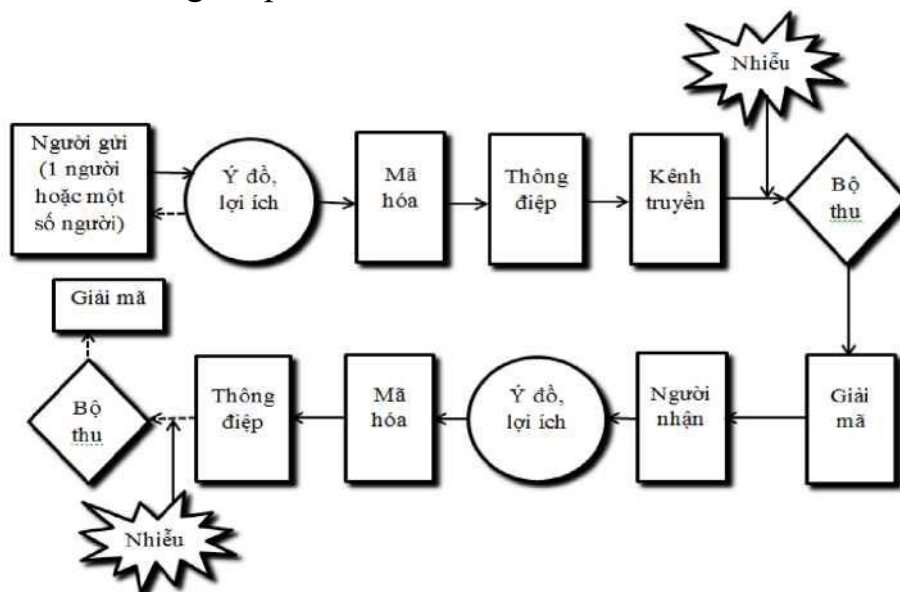 Nhiễu
Người gửi
(1 người
hoặc một
số người)
Ý đồ,
lợi ích
Mã
hóa
Thông
điệp
Kênh
truyền
Bộ
thu
Giải mã
Bộ
thu
Thông
điệp
Mã
hóa
Ý đồ,
lợi ích
Người
nhận
Giải
mã
Nhiễu